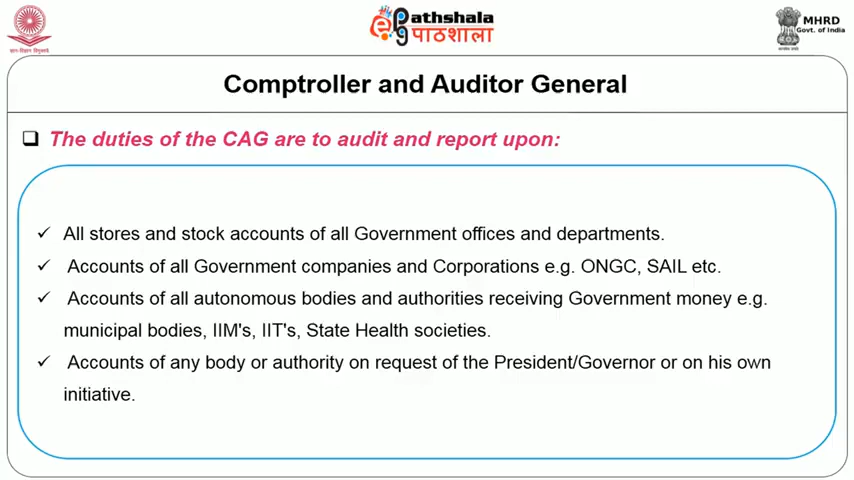 ज्ञान-विज्ञान विमुक्तये
ePathshala
पाठशाला
MHRD
Govt. of India
सत्यमेव जयते
Comptroller and Auditor General
The duties of the CAG are to audit and report upon:
All stores and stock accounts of all Government offices and departments.
Accounts of all Government companies and Corporations e.g. ONGC, SAIL etc.
Accounts of all autonomous bodies and authorities receiving Government money e.g.
municipal bodies, IIM's, IIT's, State Health societies.
Accounts of any body or authority on request of the President/Governor or on his own
initiative.